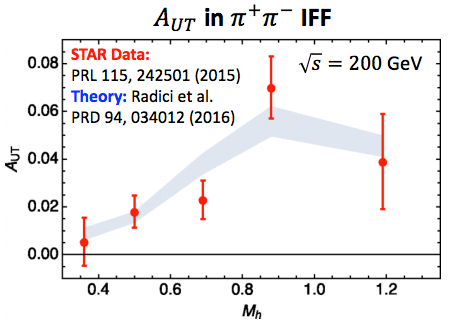 A_UT in π⁺π⁻ IFF
STAR Data:
PRL 115, 242501 (2015)
Theory: Radici et al.
PRD 94, 034012 (2016)
√s = 200 GeV
A_UT
0.08
0.06
0.04
0.02
0.00
0.4 0.6 0.8 1.0 1.2
M_h